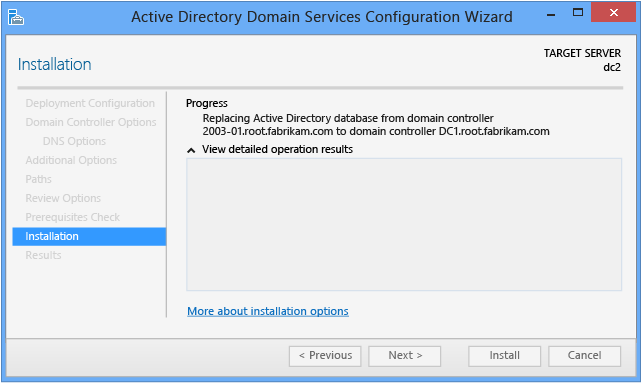 Active Directory Domain Services Configuration Wizard
Installation
TARGET SERVER
dc2
Deployment Configuration
Domain Controller Options
DNS Options
Additional Options
Paths
Review Options
Prerequisites Check
Installation
Results
Progress
Replacing Active Directory database from domain controller
2003-01.root.fabrikam.com to domain controller DC1.root.fabrikam.com
View detailed operation results
More about installation options
< Previous
Next >
Install
Cancel